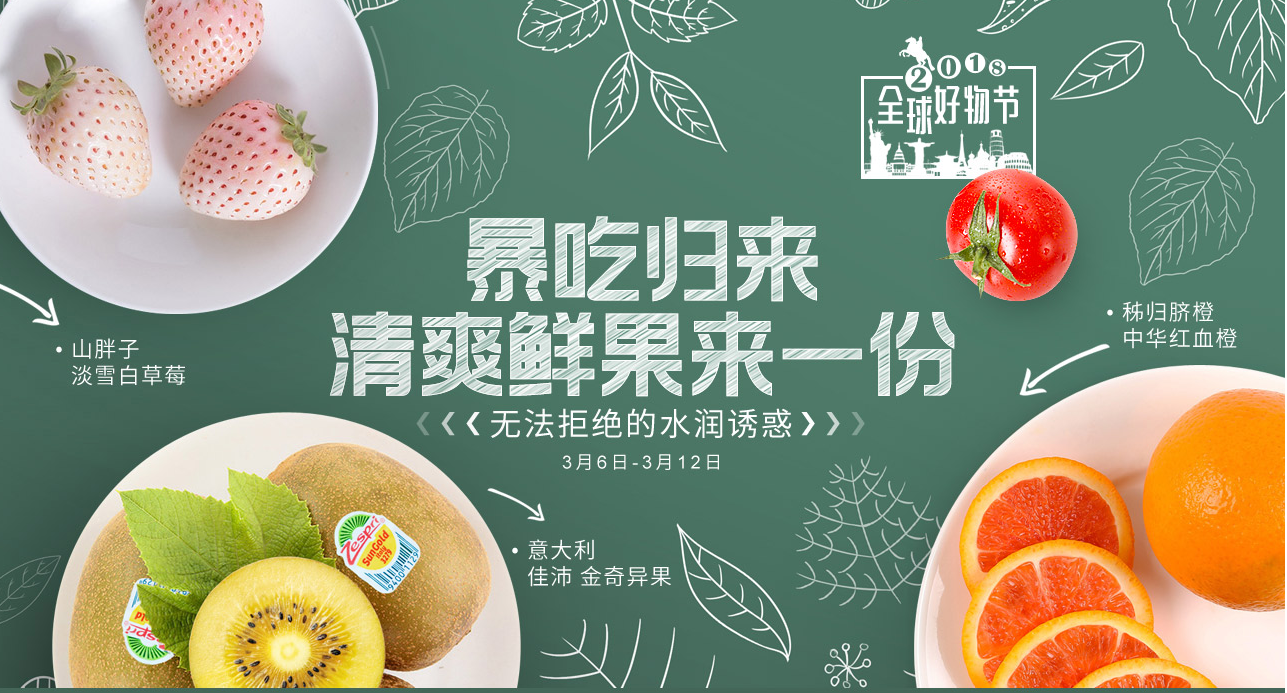 2018
全球好物节
暴吃归来
清爽鲜果来一份
‹‹‹无法拒绝的水润诱惑›››
3月6日-3月12日
• 山胖子
淡雪白草莓
• 秭归脐橙
中华红血橙
• 意大利
佳沛 金奇异果
Zespri
SunGold
Italy
3279